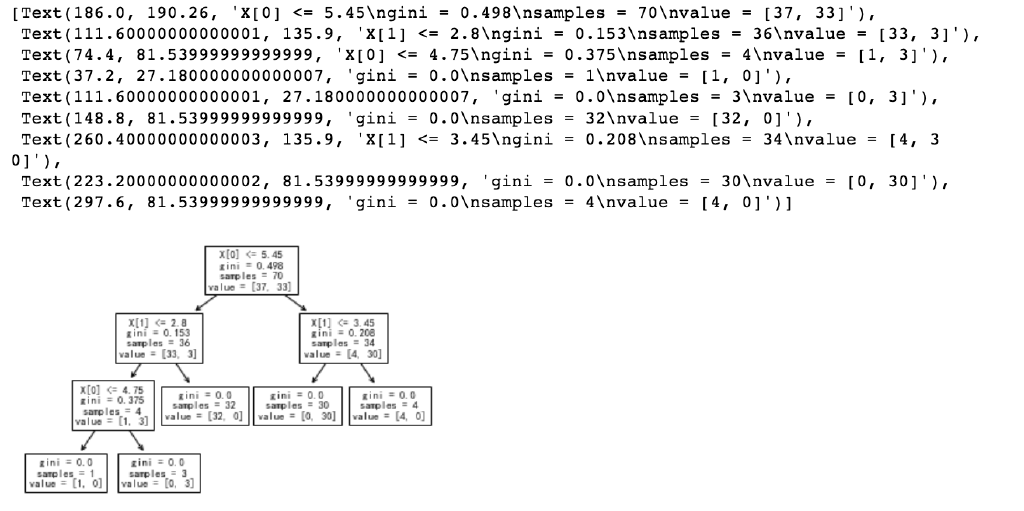 [Text(186.0, 190.26, 'X[0] <= 5.45\ngini = 0.498\nsamples = 70\nvalue = [37, 33]'),
Text(111.60000000000001, 135.9, 'X[1] <= 2.8\ngini = 0.153\nsamples = 36\nvalue = [33, 3]'),
Text(74.4, 81.53999999999999, 'X[0] <= 4.75\ngini = 0.375\nsamples = 4\nvalue = [1, 3]'),
Text(37.2, 27.180000000000007, 'gini = 0.0\nsamples = 1\nvalue = [1, 0]'),
Text(111.60000000000001, 27.180000000000007, 'gini = 0.0\nsamples = 3\nvalue = [0, 3]'),
Text(148.8, 81.53999999999999, 'gini = 0.0\nsamples = 32\nvalue = [32, 0]'),
Text(260.40000000000003, 135.9, 'X[1] <= 3.45\ngini = 0.208\nsamples = 34\nvalue = [4, 3
0]'),
Text(223.20000000000002, 81.53999999999999, 'gini = 0.0\nsamples = 30\nvalue = [0, 30]'),
Text(297.6, 81.53999999999999, 'gini = 0.0\nsamples = 4\nvalue = [4, 0]')]
X[0] <= 5.45
gini = 0.498
samples = 70
value = [37, 33]
X[1] <= 2.8
gini = 0.153
samples = 36
value = [33, 3]
X[1] <= 3.45
gini = 0.208
samples = 34
value = [4, 30]
X[0] <= 4.75
gini = 0.375
samples = 4
value = [1, 3]
gini = 0.0
samples = 32
value = [32, 0]
gini = 0.0
samples = 30
value = [0, 30]
gini = 0.0
samples = 4
value = [4, 0]
gini = 0.0
samples = 1
value = [1, 0]
gini = 0.0
samples = 3
value = [0, 3]